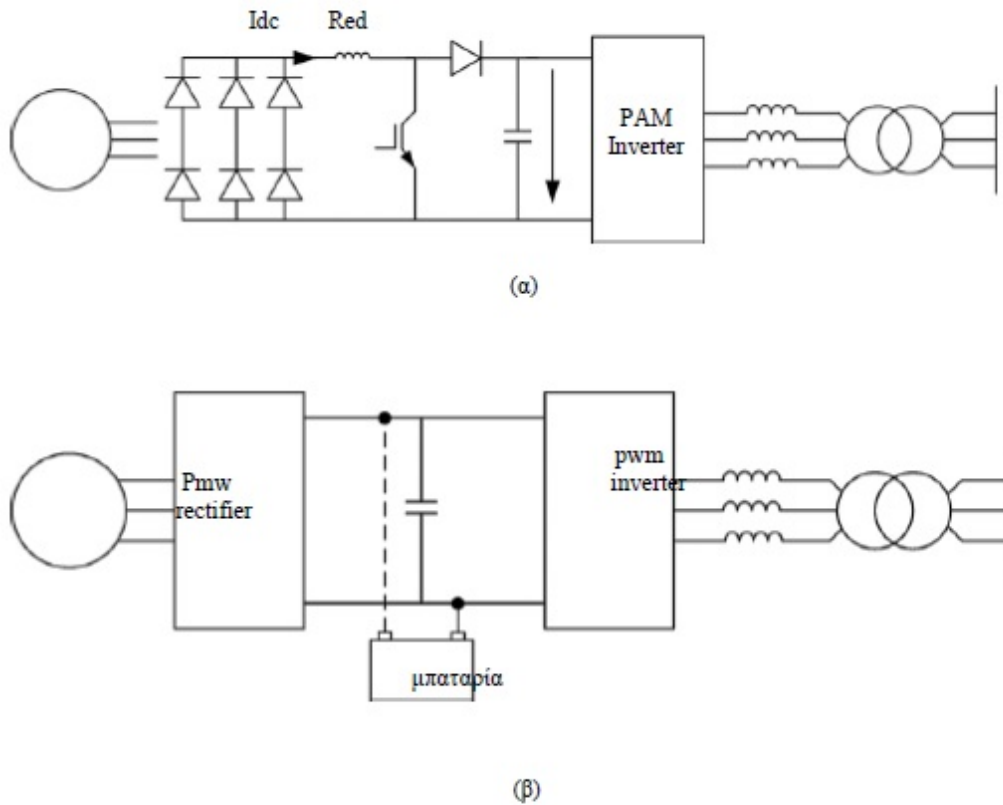 Idc Red
PAM
Inverter
(α)
Pmw
rectifier
pwm
inverter
μπαταρία
(β)